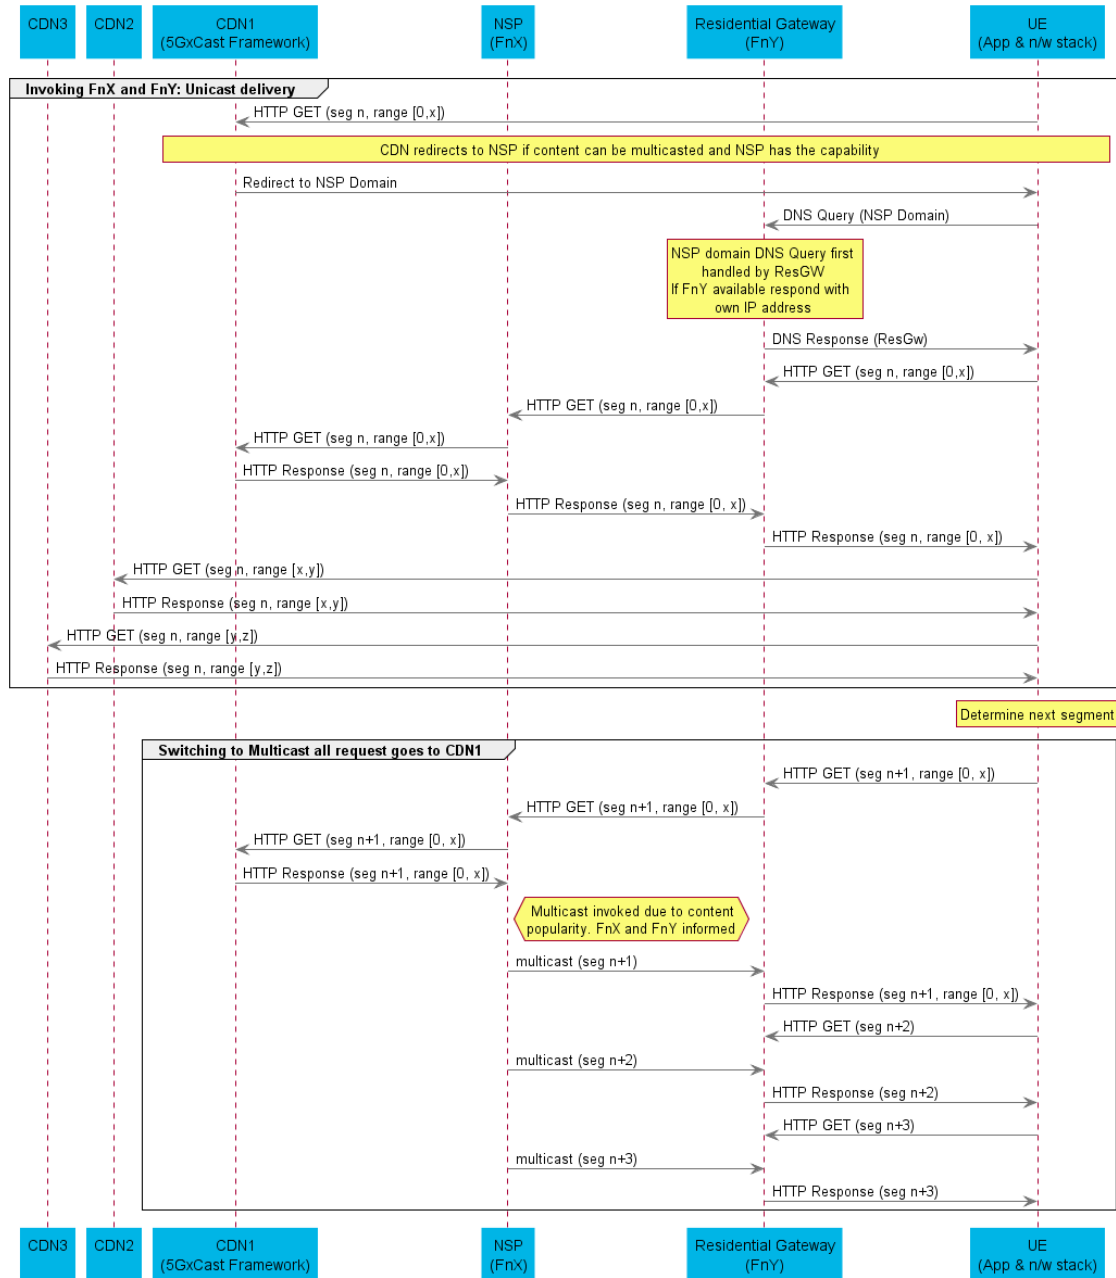 CDN3
CDN2
CDN1
(5GxCast Framework)
NSP
(FnX)
Residential Gateway
(FnY)
UE
(App & n/w stack)
Invoking FnX and FnY: Unicast delivery
HTTP GET (seg n, range [0,x])
CDN redirects to NSP if content can be multicasted and NSP has the capability
Redirect to NSP Domain
DNS Query (NSP Domain)
NSP domain DNS Query first
handled by ResGW
If FnY available respond with
own IP address
DNS Response (ResGw)
HTTP GET (seg n, range [0,x])
HTTP GET (seg n, range [0,x])
HTTP GET (seg n, range [0,x])
HTTP Response (seg n, range [0,x])
HTTP Response (seg n, range [0, x])
HTTP Response (seg n, range [0, x])
HTTP GET (seg n, range [x,y])
HTTP Response (seg n, range [x,y])
HTTP GET (seg n, range [y,z])
HTTP Response (seg n, range [y,z])
Determine next segment
Switching to Multicast all request goes to CDN1
HTTP GET (seg n+1, range [0, x])
HTTP GET (seg n+1, range [0, x])
HTTP GET (seg n+1, range [0, x])
HTTP Response (seg n+1, range [0, x])
Multicast invoked due to content
popularity. FnX and FnY informed
multicast (seg n+1)
HTTP Response (seg n+1, range [0, x])
HTTP GET (seg n+2)
multicast (seg n+2)
HTTP Response (seg n+2)
HTTP GET (seg n+3)
multicast (seg n+3)
HTTP Response (seg n+3)
CDN3
CDN2
CDN1
(5GxCast Framework)
NSP
(FnX)
Residential Gateway
(FnY)
UE
(App & n/w stack)